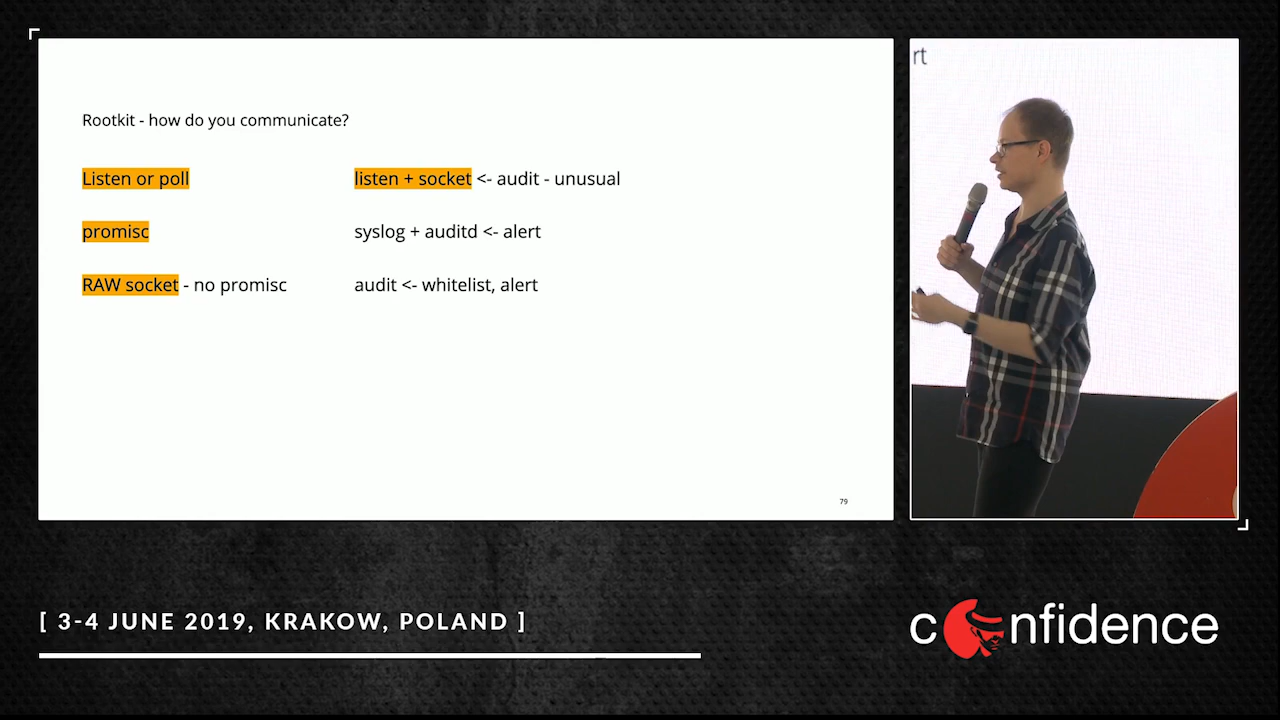 rt
Rootkit - how do you communicate?
Listen or poll listen + socket <- audit - unusual
promisc syslog + auditd <- alert
RAW socket - no promisc audit <- whitelist, alert
79
[ 3-4 JUNE 2019, KRAKOW, POLAND ]
confidence